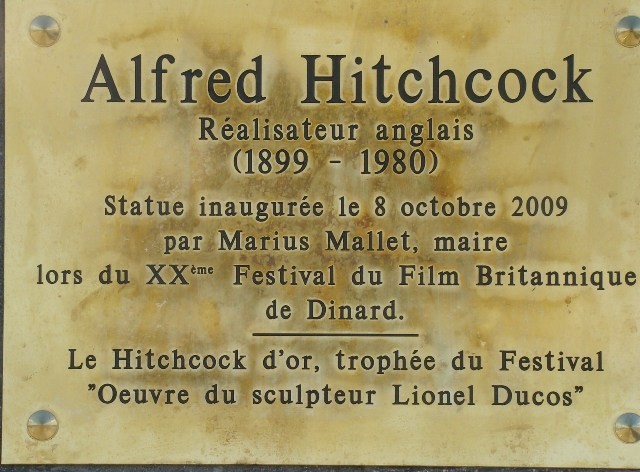 Alfred Hitchcock
Réalisateur anglais
(1899 - 1980)
Statue inaugurée le 8 octobre 2009
par Marius Mallet, maire
lors du XXème Festival du Film Britannique
de Dinard.
Le Hitchcock d'or, trophée du Festival
"Oeuvre du sculpteur Lionel Ducos"